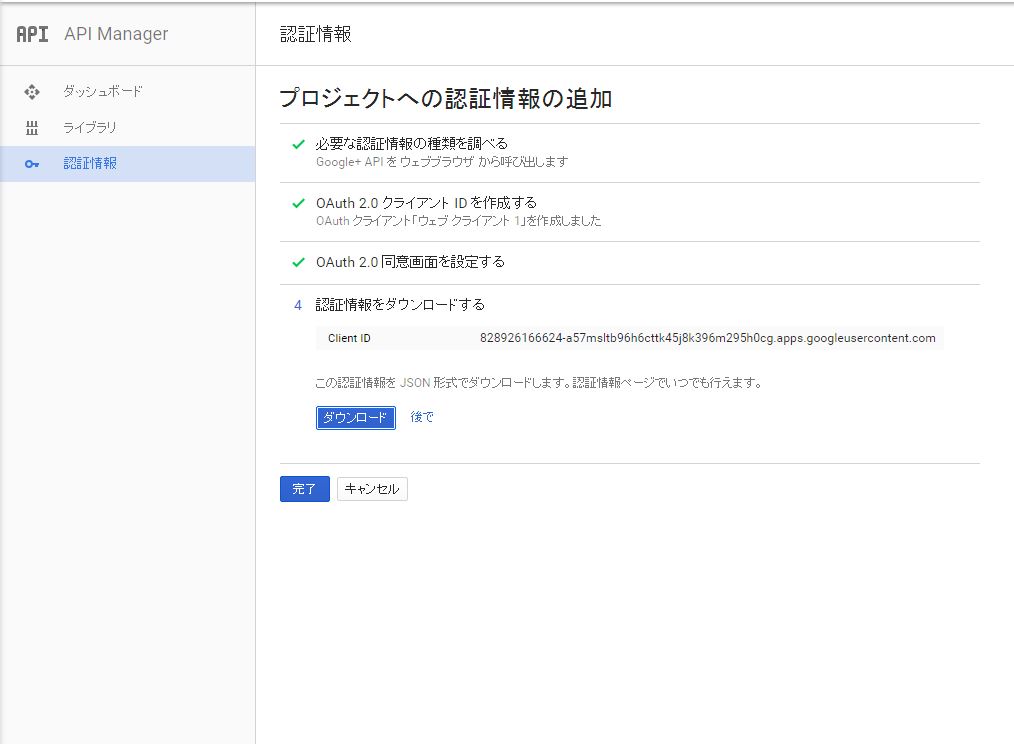 API API Manager
認証情報
ダッシュボード
ライブラリ
認証情報
プロジェクトへの認証情報の追加
必要な認証情報の種類を調べる
Google+ API を ウェブブラウザ から呼び出します
OAuth 2.0 クライアント ID を作成する
OAuth クライアント「ウェブ クライアント 1」を作成しました
OAuth 2.0 同意画面を設定する
4 認証情報をダウンロードする
Client ID 828926166624-a57msltb96h6cttk45j8k396m295h0cg.apps.googleusercontent.com
この認証情報を JSON 形式でダウンロードします。認証情報ページでいつでも行えます。
ダウンロード 後で
完了 キャンセル